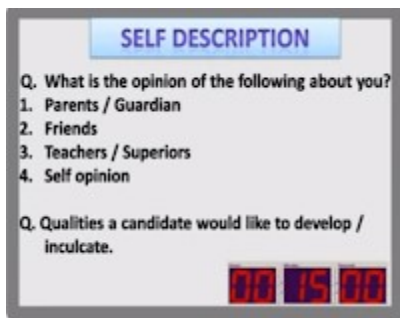 SELF DESCRIPTION
Q. What is the opinion of the following about you?
1. Parents / Guardian
2. Friends
3. Teachers / Superiors
4. Self opinion
Q. Qualities a candidate would like to develop /
inculcate.
00 15 00